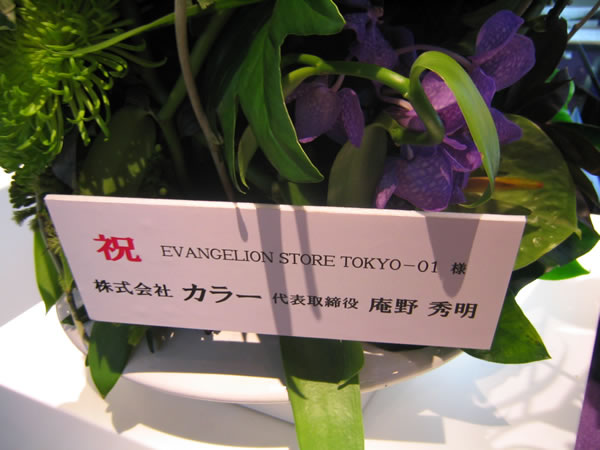 祝 EVANGELION STORE TOKYO-01 様
株式会社 カラー 代表取締役 庵野 秀明